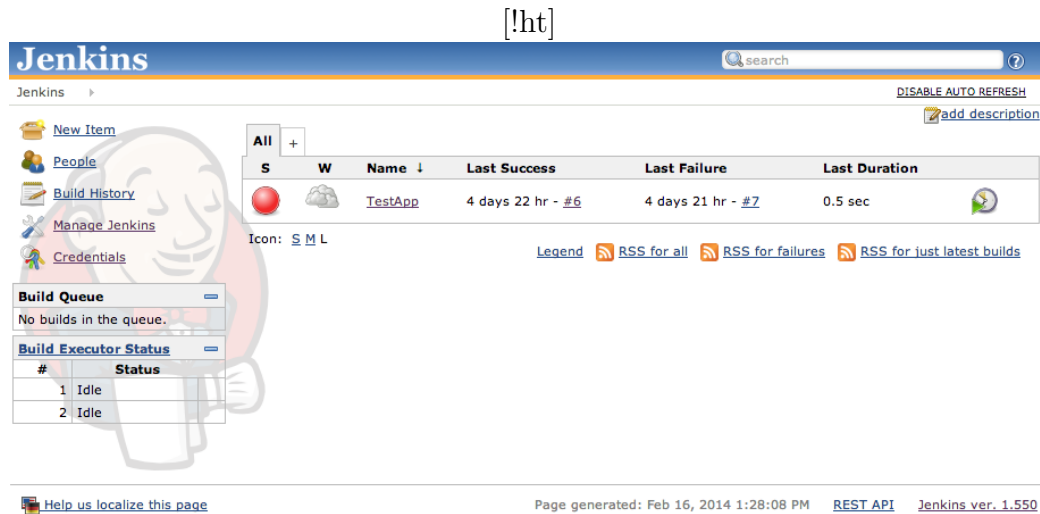 [!ht]
Jenkins
search
Jenkins
DISABLE AUTO REFRESH
add description
New Item
People
Build History
Manage Jenkins
Credentials
All +
S W Name ↓ Last Success Last Failure Last Duration
TestApp 4 days 22 hr - #6 4 days 21 hr - #7 0.5 sec
Icon: S M L
Legend RSS for all RSS for failures RSS for just latest builds
Build Queue
No builds in the queue.
Build Executor Status
# Status
1 Idle
2 Idle
Help us localize this page
Page generated: Feb 16, 2014 1:28:08 PM REST API Jenkins ver. 1.550